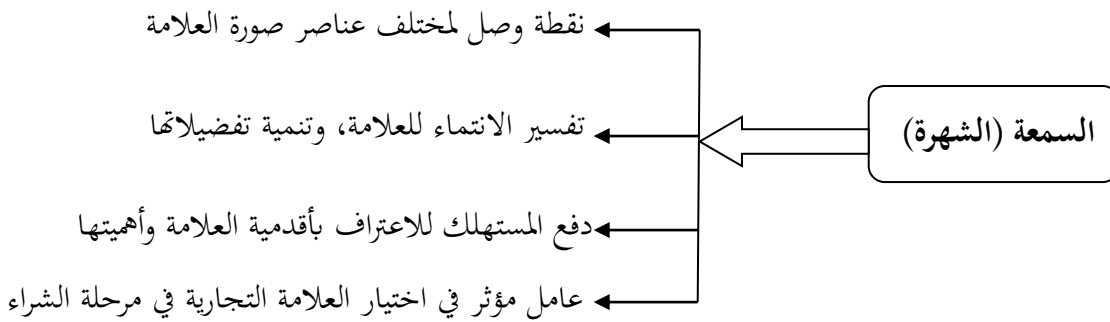 نقطة وصل لمختلف عناصر صورة العلامة
تفسير الانتماء للعلامة، وتنمية تفضيلاتها
السمعة (الشهرة)
دفع المستهلك للاعتراف بأقدمية العلامة وأهميتها
عامل مؤثر في اختيار العلامة التجارية في مرحلة الشراء